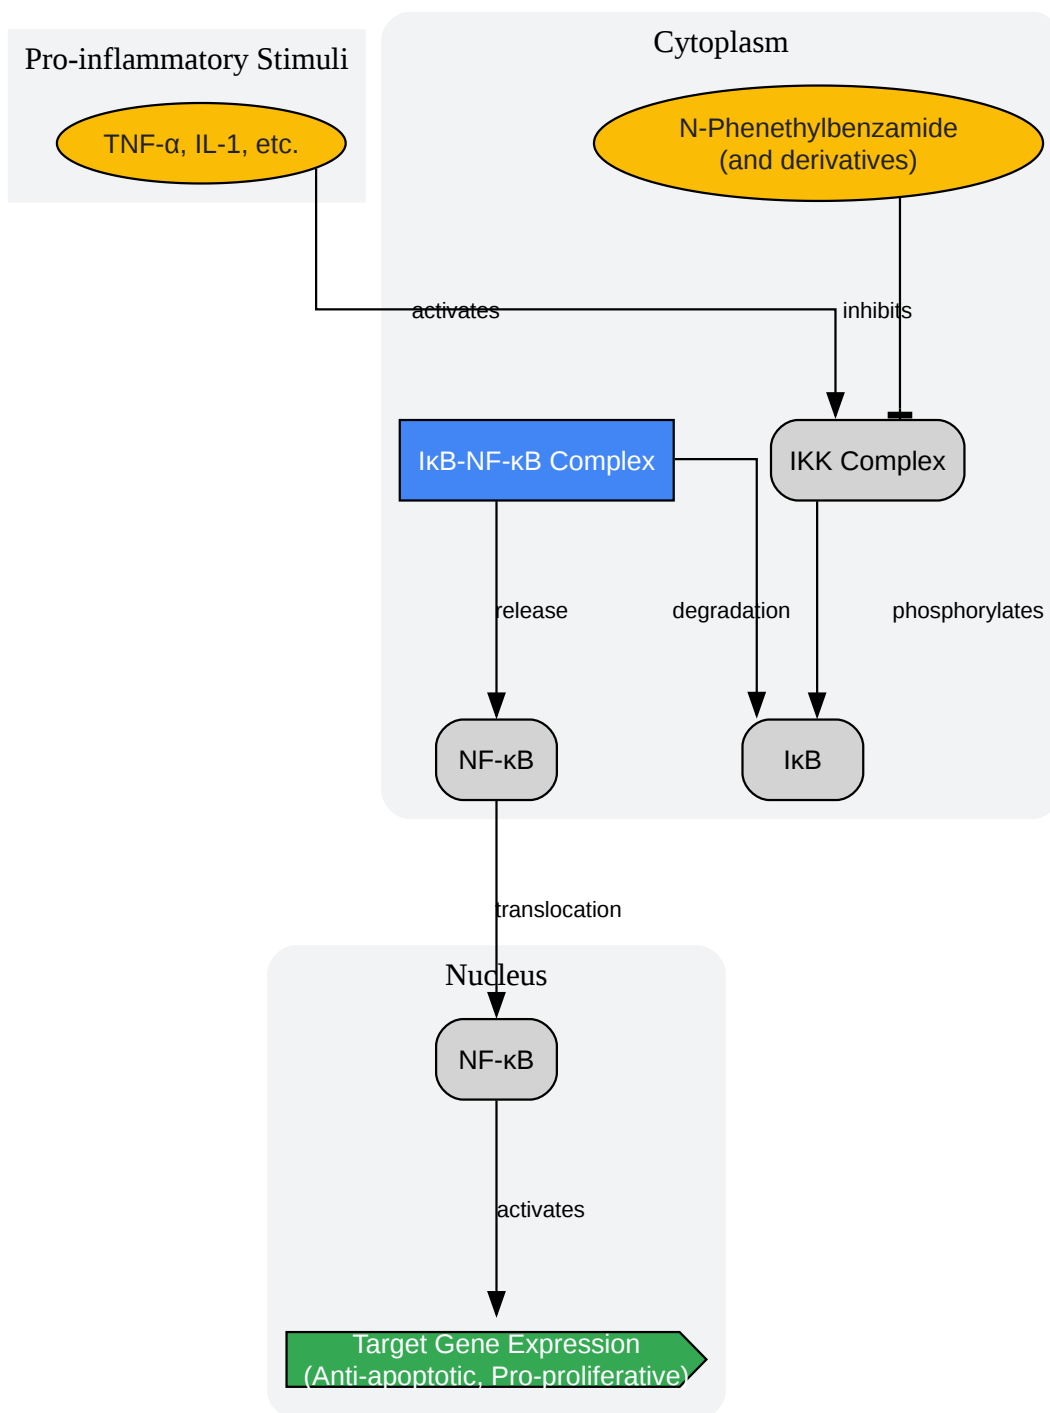 Pro-inflammatory Stimuli
Cytoplasm
TNF-α, IL-1, etc.
N-Phenethylbenzamide
(and derivatives)
activates
inhibits
IκB-NF-κB Complex
IKK Complex
release
degradation
phosphorylates
NF-κB
IκB
translocation
Nucleus
NF-κB
activates
Target Gene Expression
(Anti-apoptotic, Pro-proliferative)